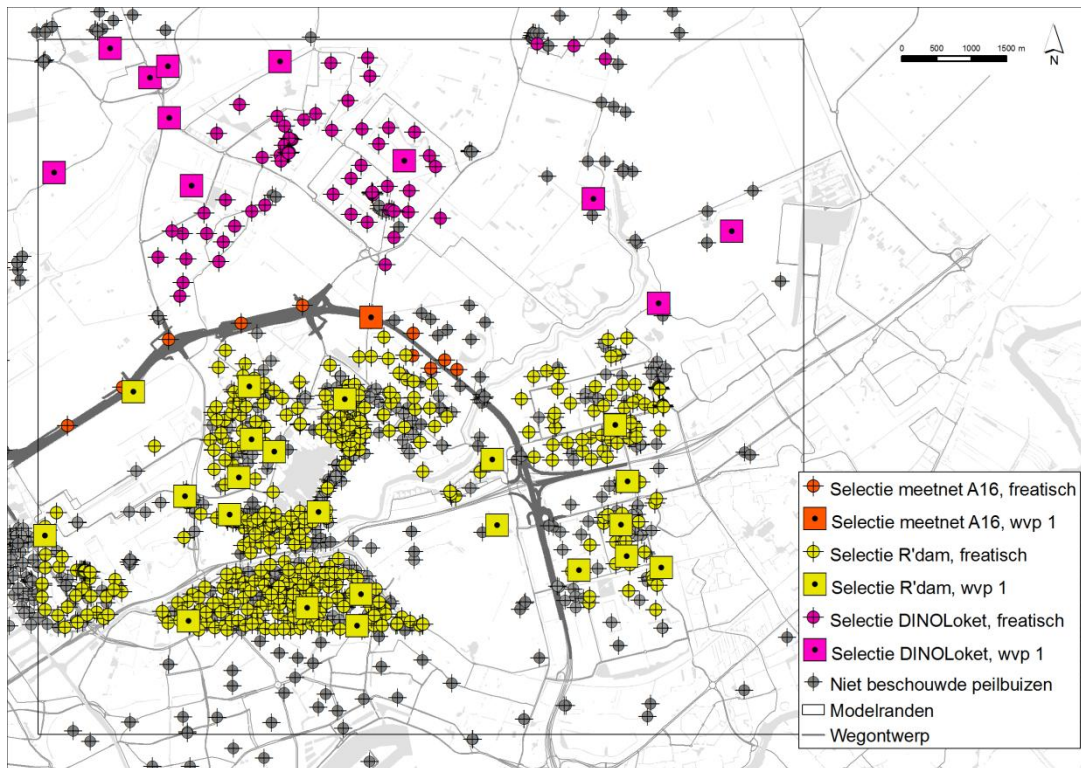 0 500 1000 1500 m
N
Selectie meetnet A16, freatisch
Selectie meetnet A16, wvp 1
Selectie R'dam, freatisch
Selectie R'dam, wvp 1
Selectie DINOLoket, freatisch
Selectie DINOLoket, wvp 1
Niet beschouwde peilbuizen
Modelranden
Wegontwerp